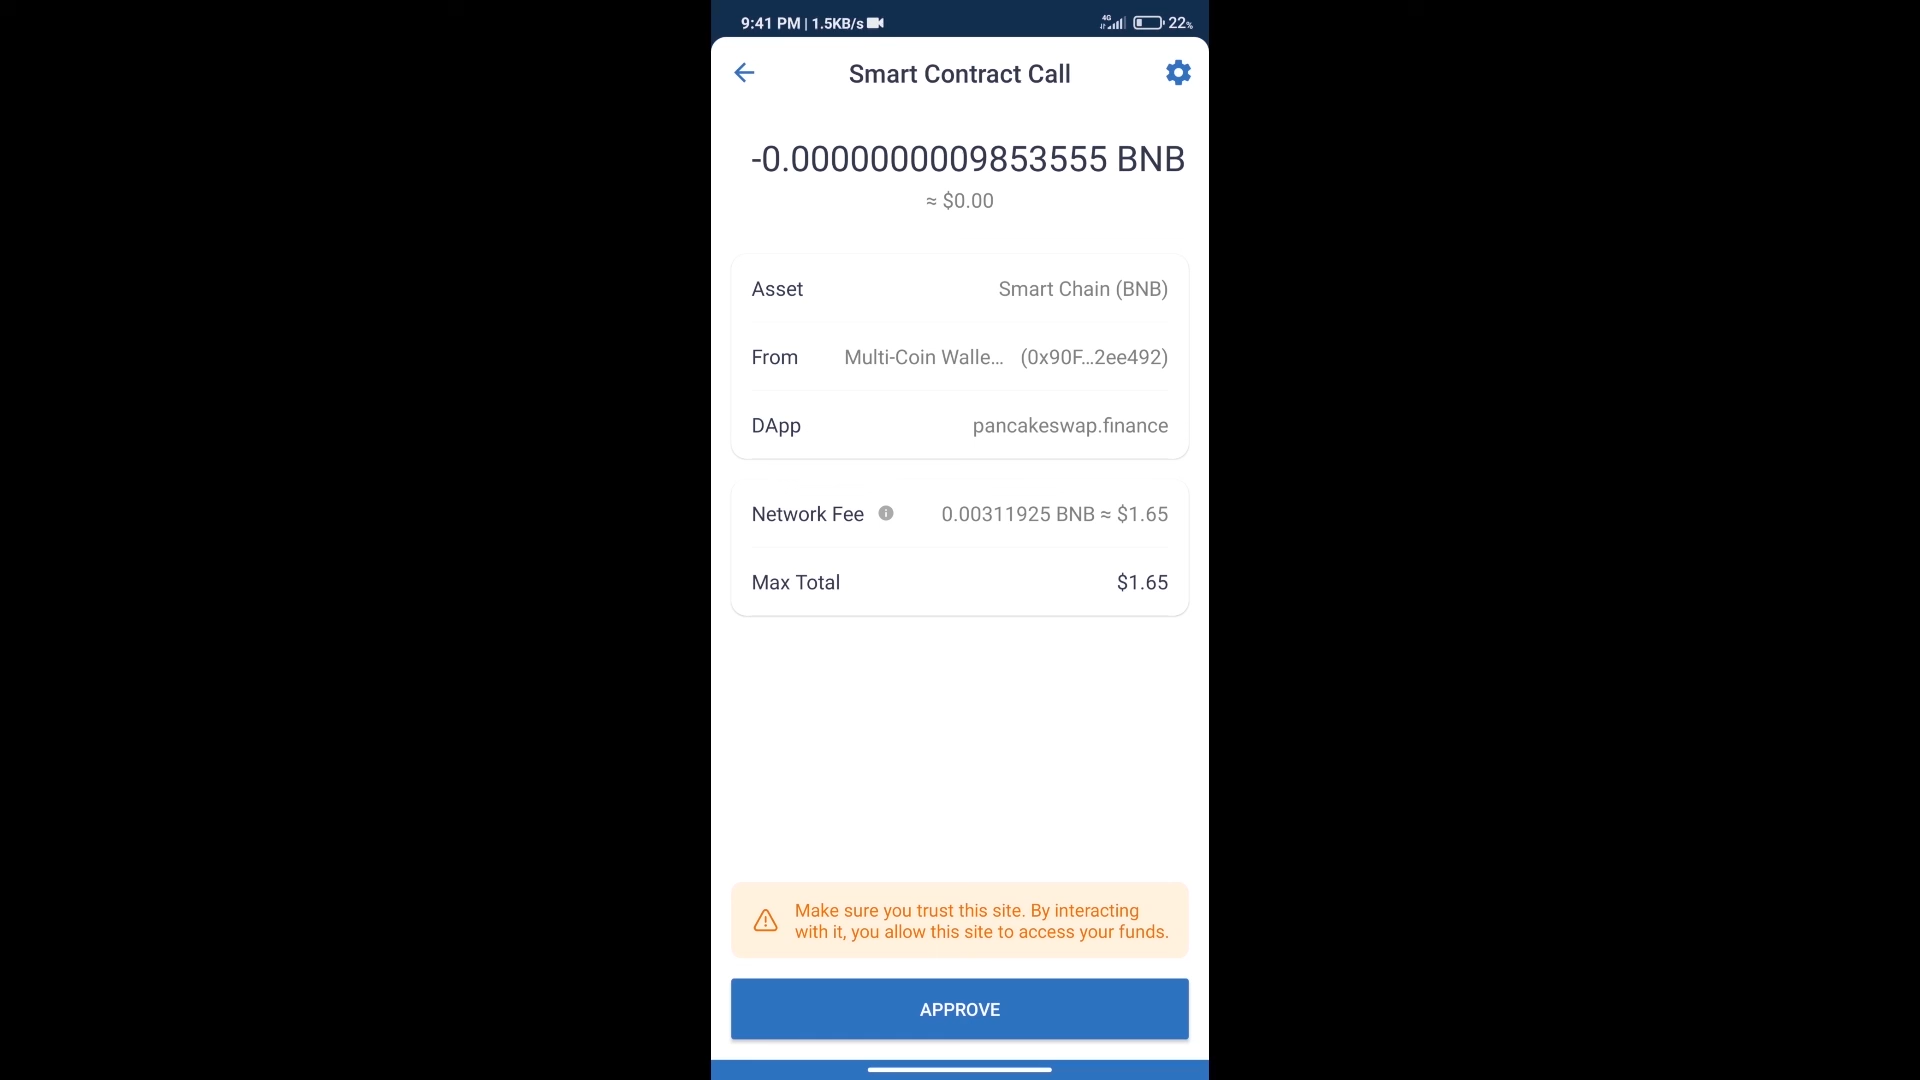 9:41 PM | 1.5KB/s 4G 22%
Smart Contract Call
-0.0000000009853555 BNB
≈ $0.00
Asset Smart Chain (BNB)
From Multi-Coin Walle... (0x90F...2ee492)
DApp pancakeswap.finance
Network Fee 0.00311925 BNB ≈ $1.65
Max Total $1.65
Make sure you trust this site. By interacting
with it, you allow this site to access your funds.
APPROVE